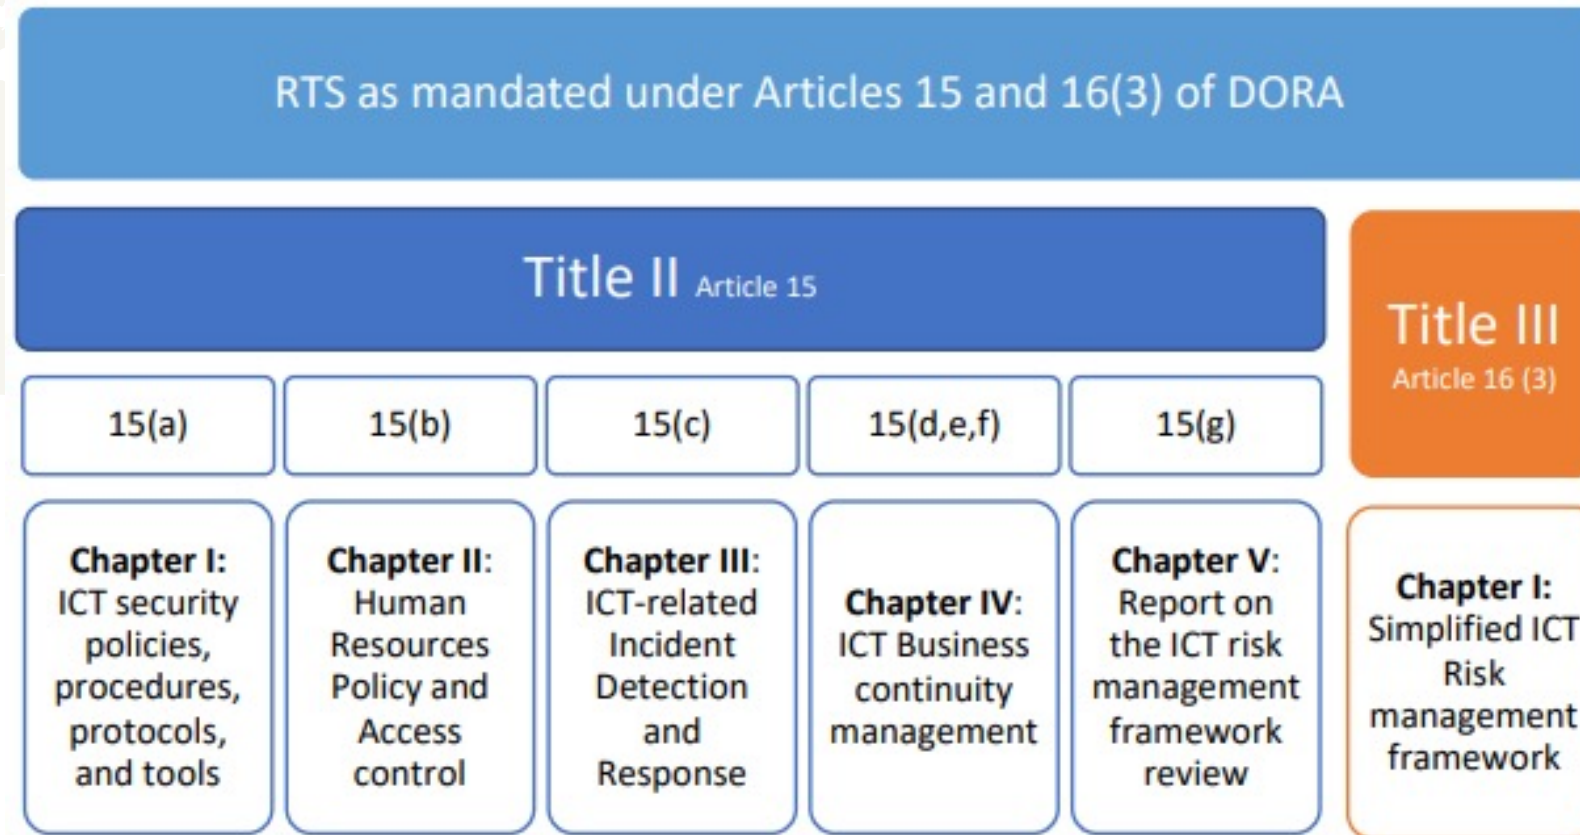 RTS as mandated under Articles 15 and 16(3) of DORA
Title II Article 15
Title III
Article 16 (3)
15(a)
15(b)
15(c)
15(d,e,f)
15(g)
Chapter I:
ICT security
policies,
procedures,
protocols,
and tools
Chapter II:
Human
Resources
Policy and
Access
control
Chapter III:
ICT-related
Incident
Detection
and
Response
Chapter IV:
ICT Business
continuity
management
Chapter V:
Report on
the ICT risk
management
framework
review
Chapter I:
Simplified ICT
Risk
management
framework